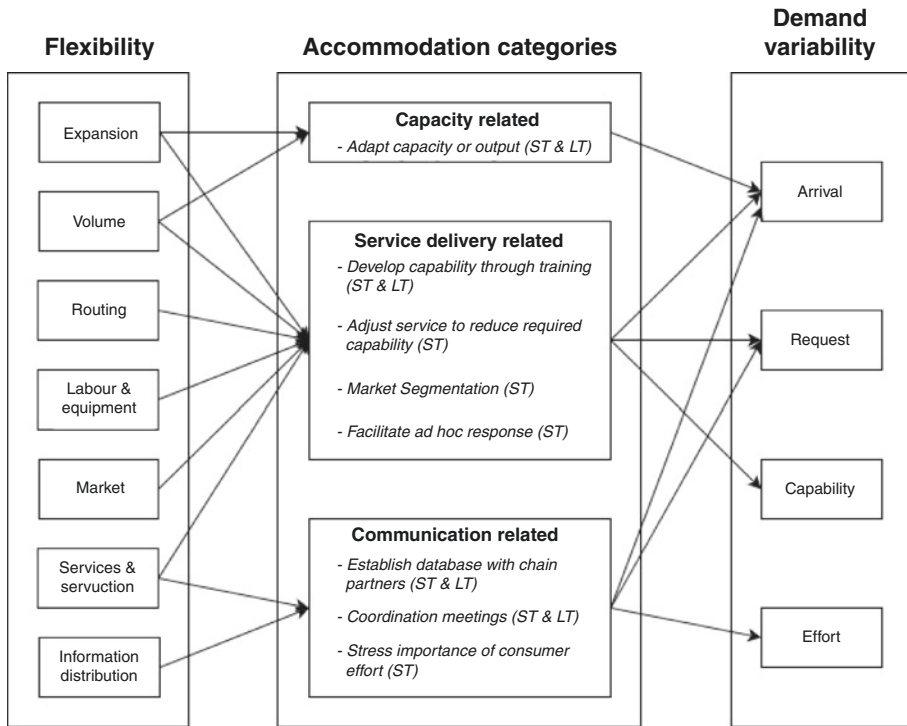 Flexibility
Accommodation categories
Demand
variability
Expansion
Volume
Routing
Labour &
equipment
Market
Services &
servuction
Information
distribution
Capacity related
- Adapt capacity or output (ST & LT)
Service delivery related
- Develop capability through training
(ST & LT)
- Adjust service to reduce required
capability (ST)
- Market Segmentation (ST)
- Facilitate ad hoc response (ST)
Communication related
- Establish database with chain
partners (ST & LT)
- Coordination meetings (ST & LT)
- Stress importance of consumer
effort (ST)
Arrival
Request
Capability
Effort